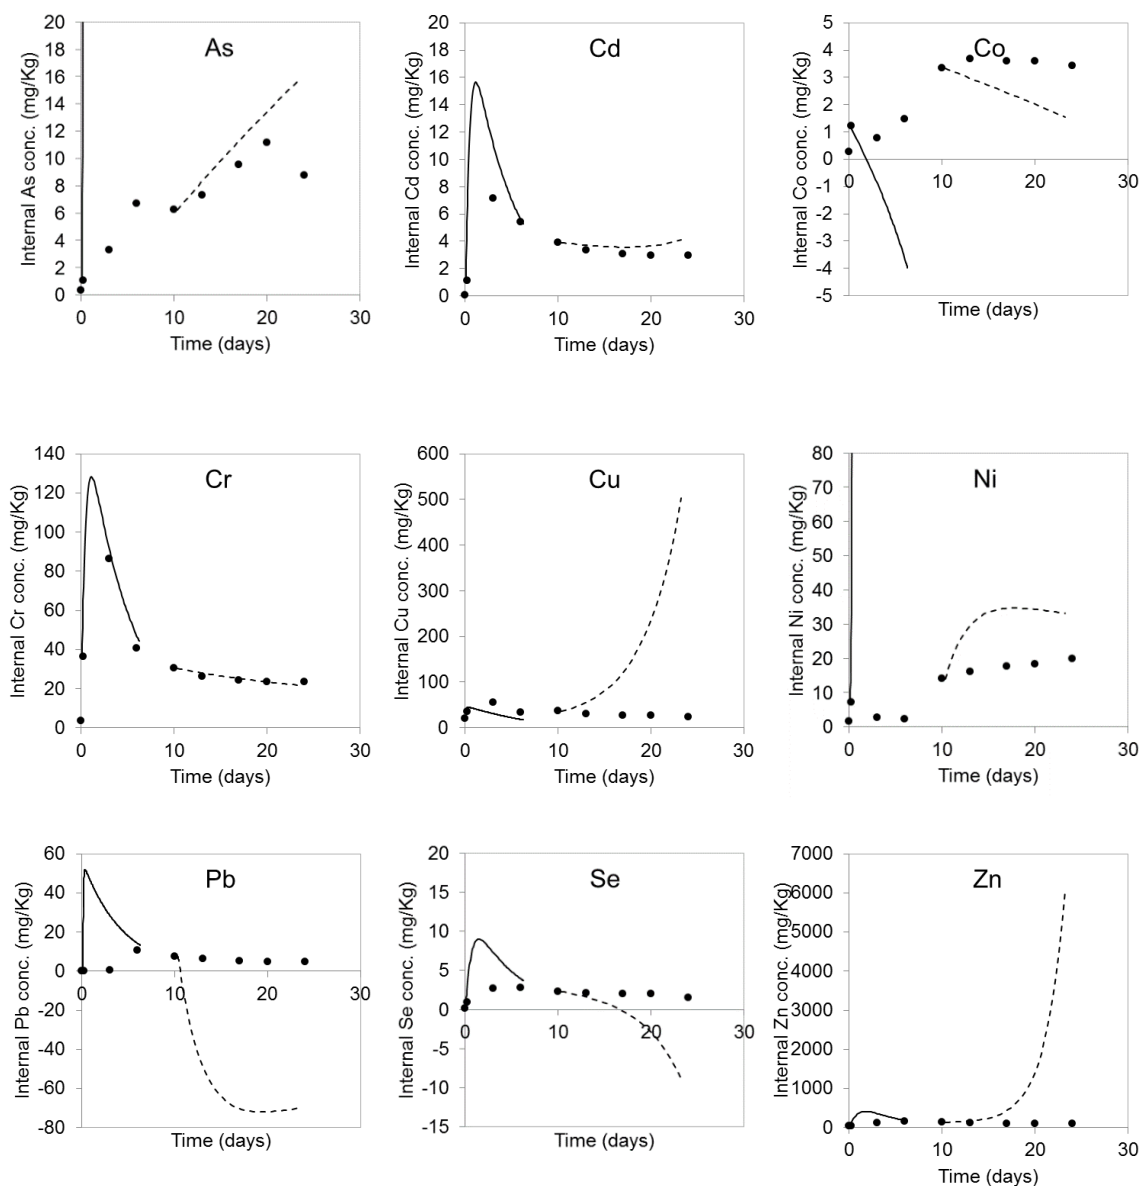 As
Internal As conc. (mg/Kg)
20
18
16
14
12
10
8
6
4
2
0
0 10 20 30
Time (days)
Cd
Internal Cd conc. (mg/Kg)
20
18
16
14
12
10
8
6
4
2
0
0 10 20 30
Time (days)
Co
Internal Co conc. (mg/Kg)
5
4
3
2
1
0
-1
-2
-3
-4
-5
0 10 20 30
Time (days)
Cr
Internal Cr conc. (mg/Kg)
140
120
100
80
60
40
20
0
0 10 20 30
Time (days)
Cu
Internal Cu conc. (mg/Kg)
600
500
400
300
200
100
0
0 10 20 30
Time (days)
Ni
Internal Ni conc. (mg/Kg)
80
70
60
50
40
30
20
10
0
0 10 20 30
Time (days)
Pb
Internal Pb conc. (mg/Kg)
60
40
20
0
-20
-40
-60
-80
0 10 20 30
Time (days)
Se
Internal Se conc. (mg/Kg)
20
15
10
5
0
-5
-10
-15
0 10 20 30
Time (days)
Zn
Internal Zn conc. (mg/Kg)
7000
6000
5000
4000
3000
2000
1000
0
0 10 20 30
Time (days)